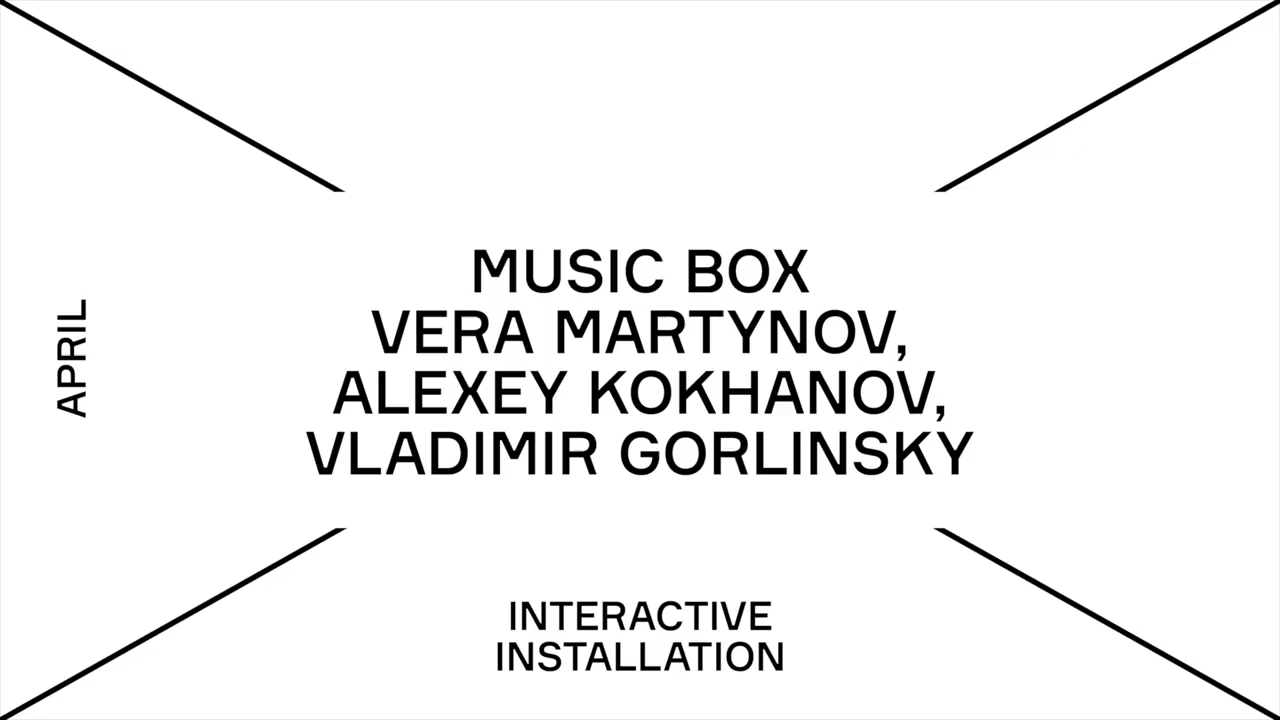 MUSIC BOX
VERA MARTYNOV,
ALEXEY KOKHANOV,
VLADIMIR GORLINSKY
APRIL
INTERACTIVE
INSTALLATION